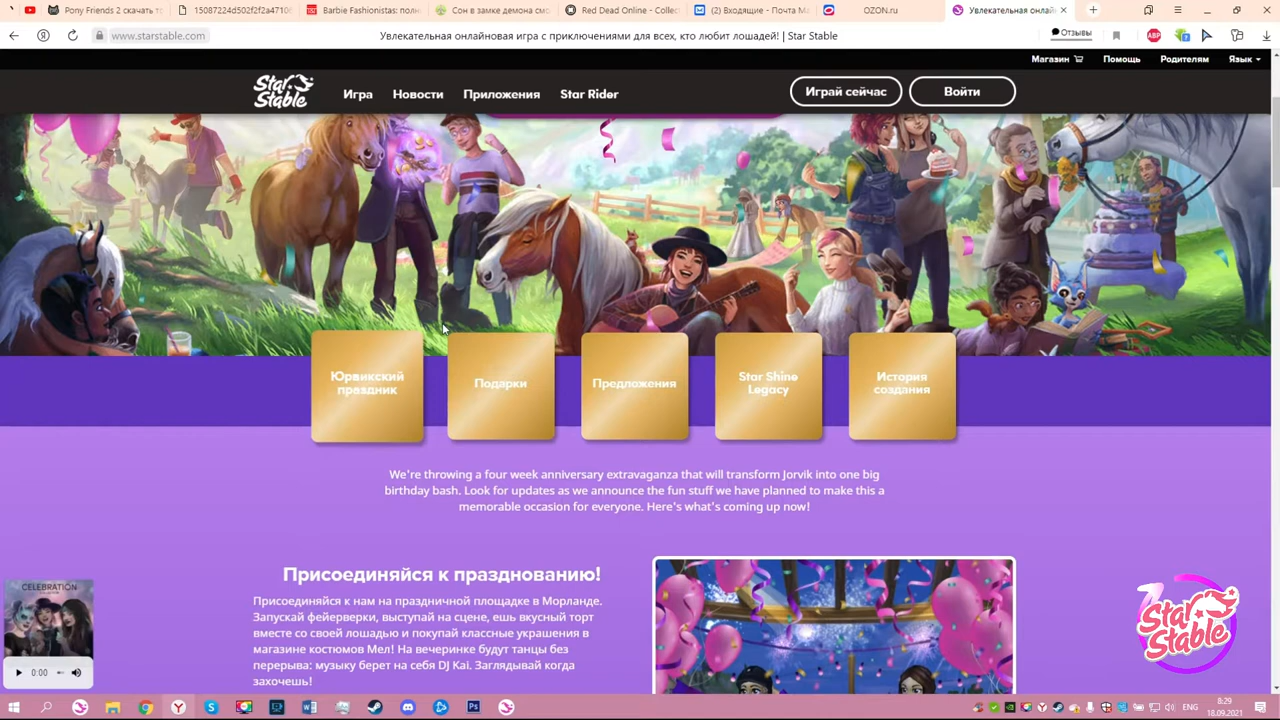 Pony Friends 2 скачать то
15087224d502f2f2a47106
Barbie Fashionistas: полн
Сон в замке демона смо
Red Dead Online - Collect
(2) Входящие - Почта Ma
OZON.ru
Увлекательная онлай
www.starstable.com
Увлекательная онлайновая игра с приключениями для всех, кто любит лошадей! | Star Stable
Отзывы
ABP
Магазин
Помощь
Родителям
Язык
Star Stable
Игра
Новости
Приложения
Star Rider
Играй сейчас
Войти
Юрвикский праздник
Подарки
Предложения
Star Shine Legacy
История создания
We're throwing a four week anniversary extravaganza that will transform Jorvik into one big
birthday bash. Look for updates as we announce the fun stuff we have planned to make this a
memorable occasion for everyone. Here's what's coming up now!
Присоединяйся к празднованию!
Присоединяйся к нам на праздничной площадке в Морланде.
Запускай фейерверки, выступай на сцене, ешь вкусный торт
вместе со своей лошадью и покупай классные украшения в
магазине костюмов Мел! На вечеринке будут танцы без
перерыва: музыку берет на себя DJ Kai. Заглядывай когда
захочешь!
CELEBRATION
0:00
Star Stable
ENG
8:29
18.09.2021